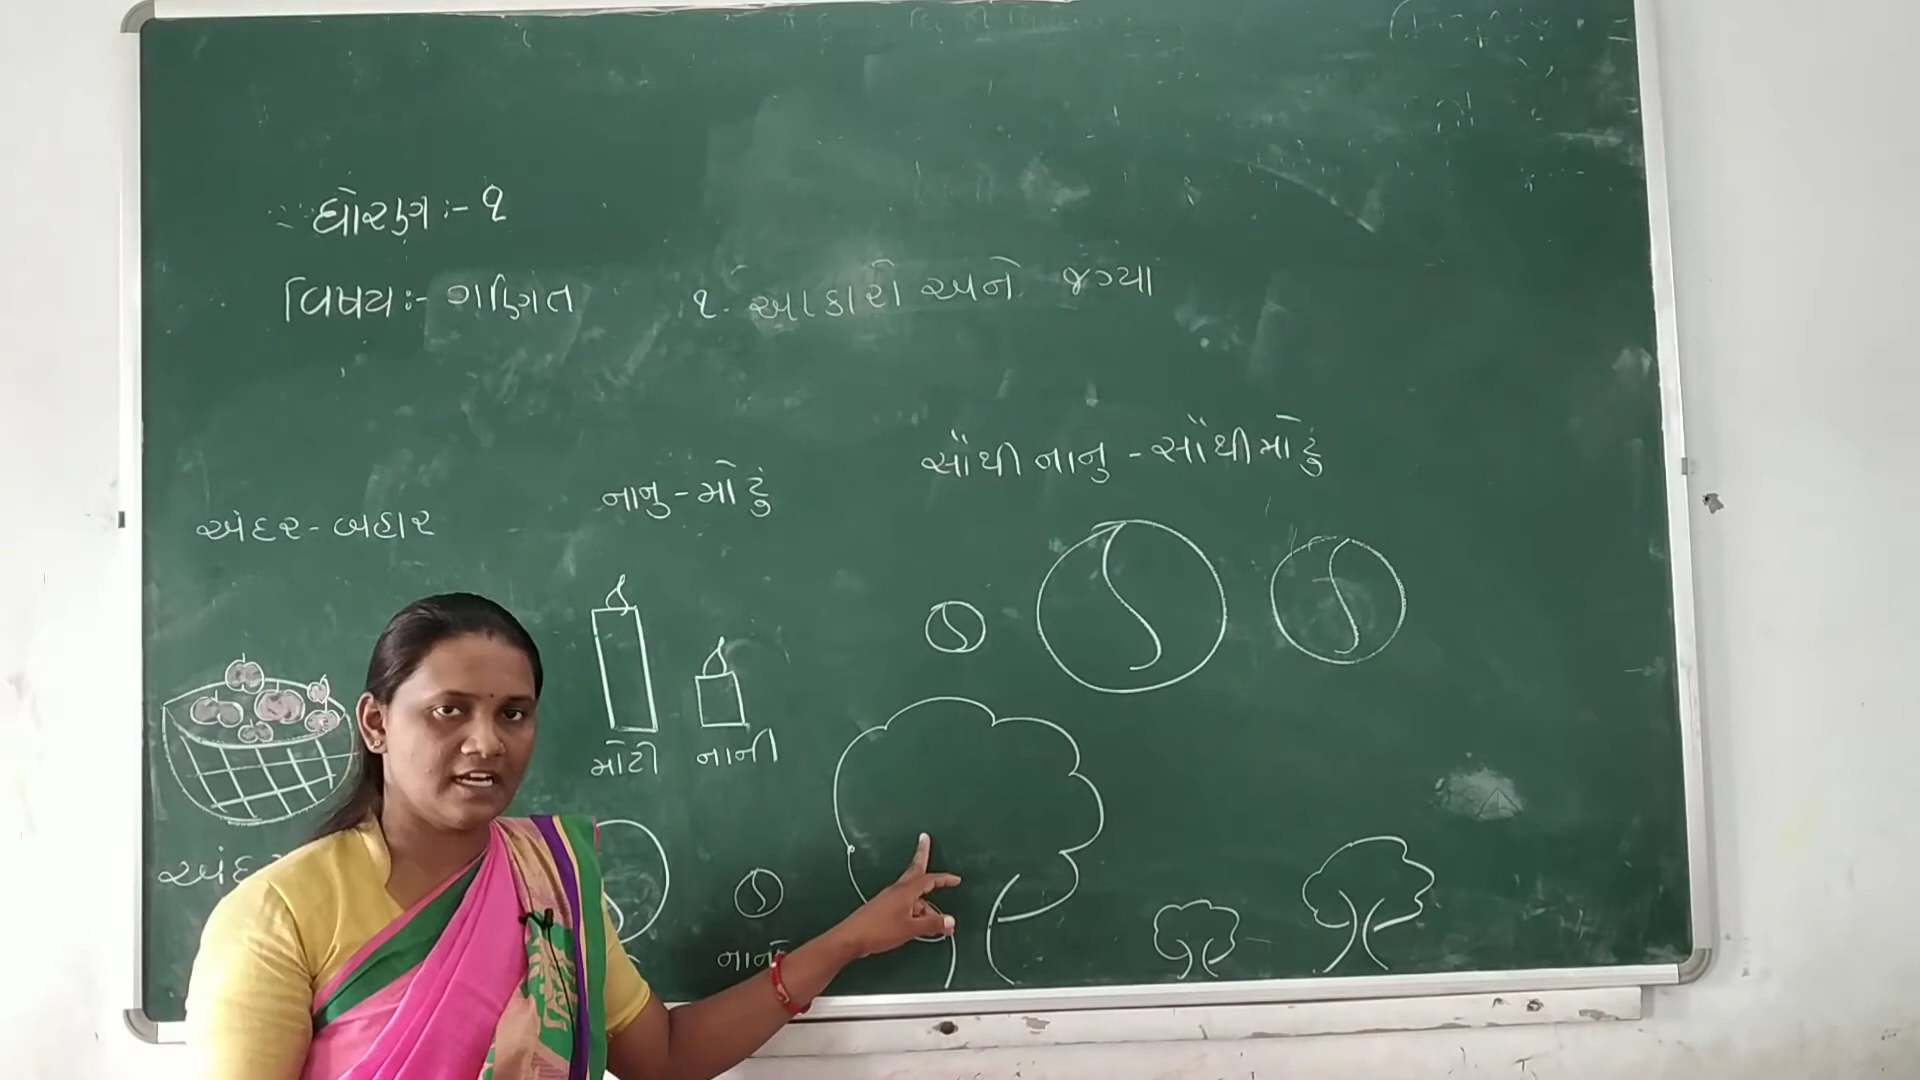 ધોરણ :- ૧
વિષય :- ગણિત
૧. આકારો અને જગ્યા
અંદર - બહાર
નાનુ - મોટું
સૌથી નાનુ - સૌથી મોટું
મોટી
નાની